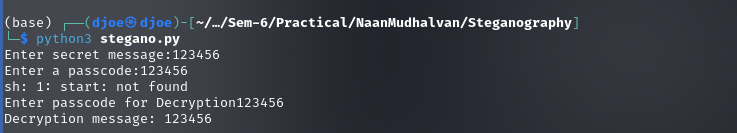 (base) ┌──(djoe㉿djoe)-[~/…/Sem-6/Practical/NaanMudhalvan/Steganography]
└─$ python3 stegano.py
Enter secret message:123456
Enter a passcode:123456
sh: 1: start: not found
Enter passcode for Decryption123456
Decryption message: 123456